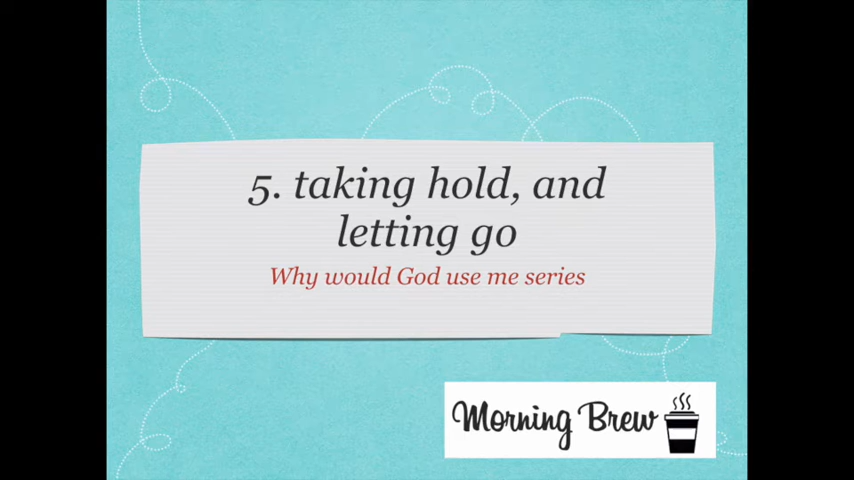 5. taking hold, and
letting go
Why would God use me series
Morning Brew